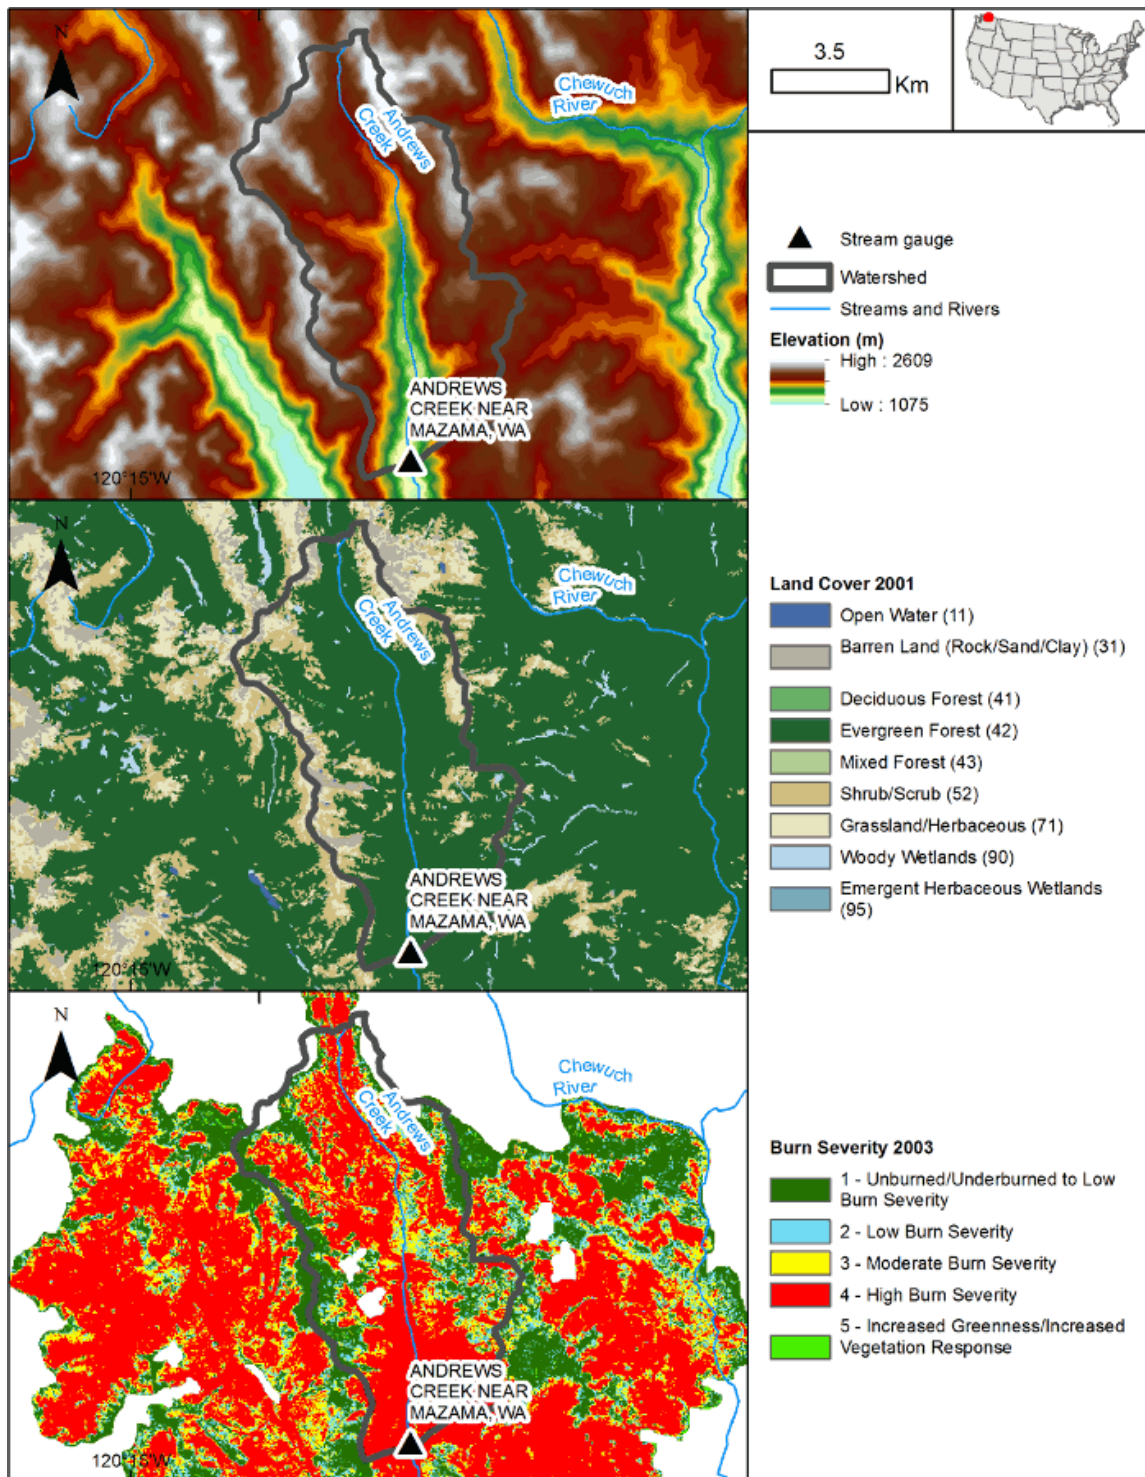 N
Chewuch
River
Andrews
Creek
ANDREWS
CREEK NEAR
MAZAMA, WA
120°15'W
3.5
Km
Stream gauge
Watershed
Streams and Rivers
Elevation (m)
High : 2609
Low : 1075
N
Chewuch
River
Andrews
Creek
ANDREWS
CREEK NEAR
MAZAMA, WA
120°15'W
Land Cover 2001
Open Water (11)
Barren Land (Rock/Sand/Clay) (31)
Deciduous Forest (41)
Evergreen Forest (42)
Mixed Forest (43)
Shrub/Scrub (52)
Grassland/Herbaceous (71)
Woody Wetlands (90)
Emergent Herbaceous Wetlands
(95)
N
Chewuch
River
Andrews
Creek
ANDREWS
CREEK NEAR
MAZAMA, WA
120°15'W
Burn Severity 2003
1 - Unburned/Underburned to Low
Burn Severity
2 - Low Burn Severity
3 - Moderate Burn Severity
4 - High Burn Severity
5 - Increased Greenness/Increased
Vegetation Response